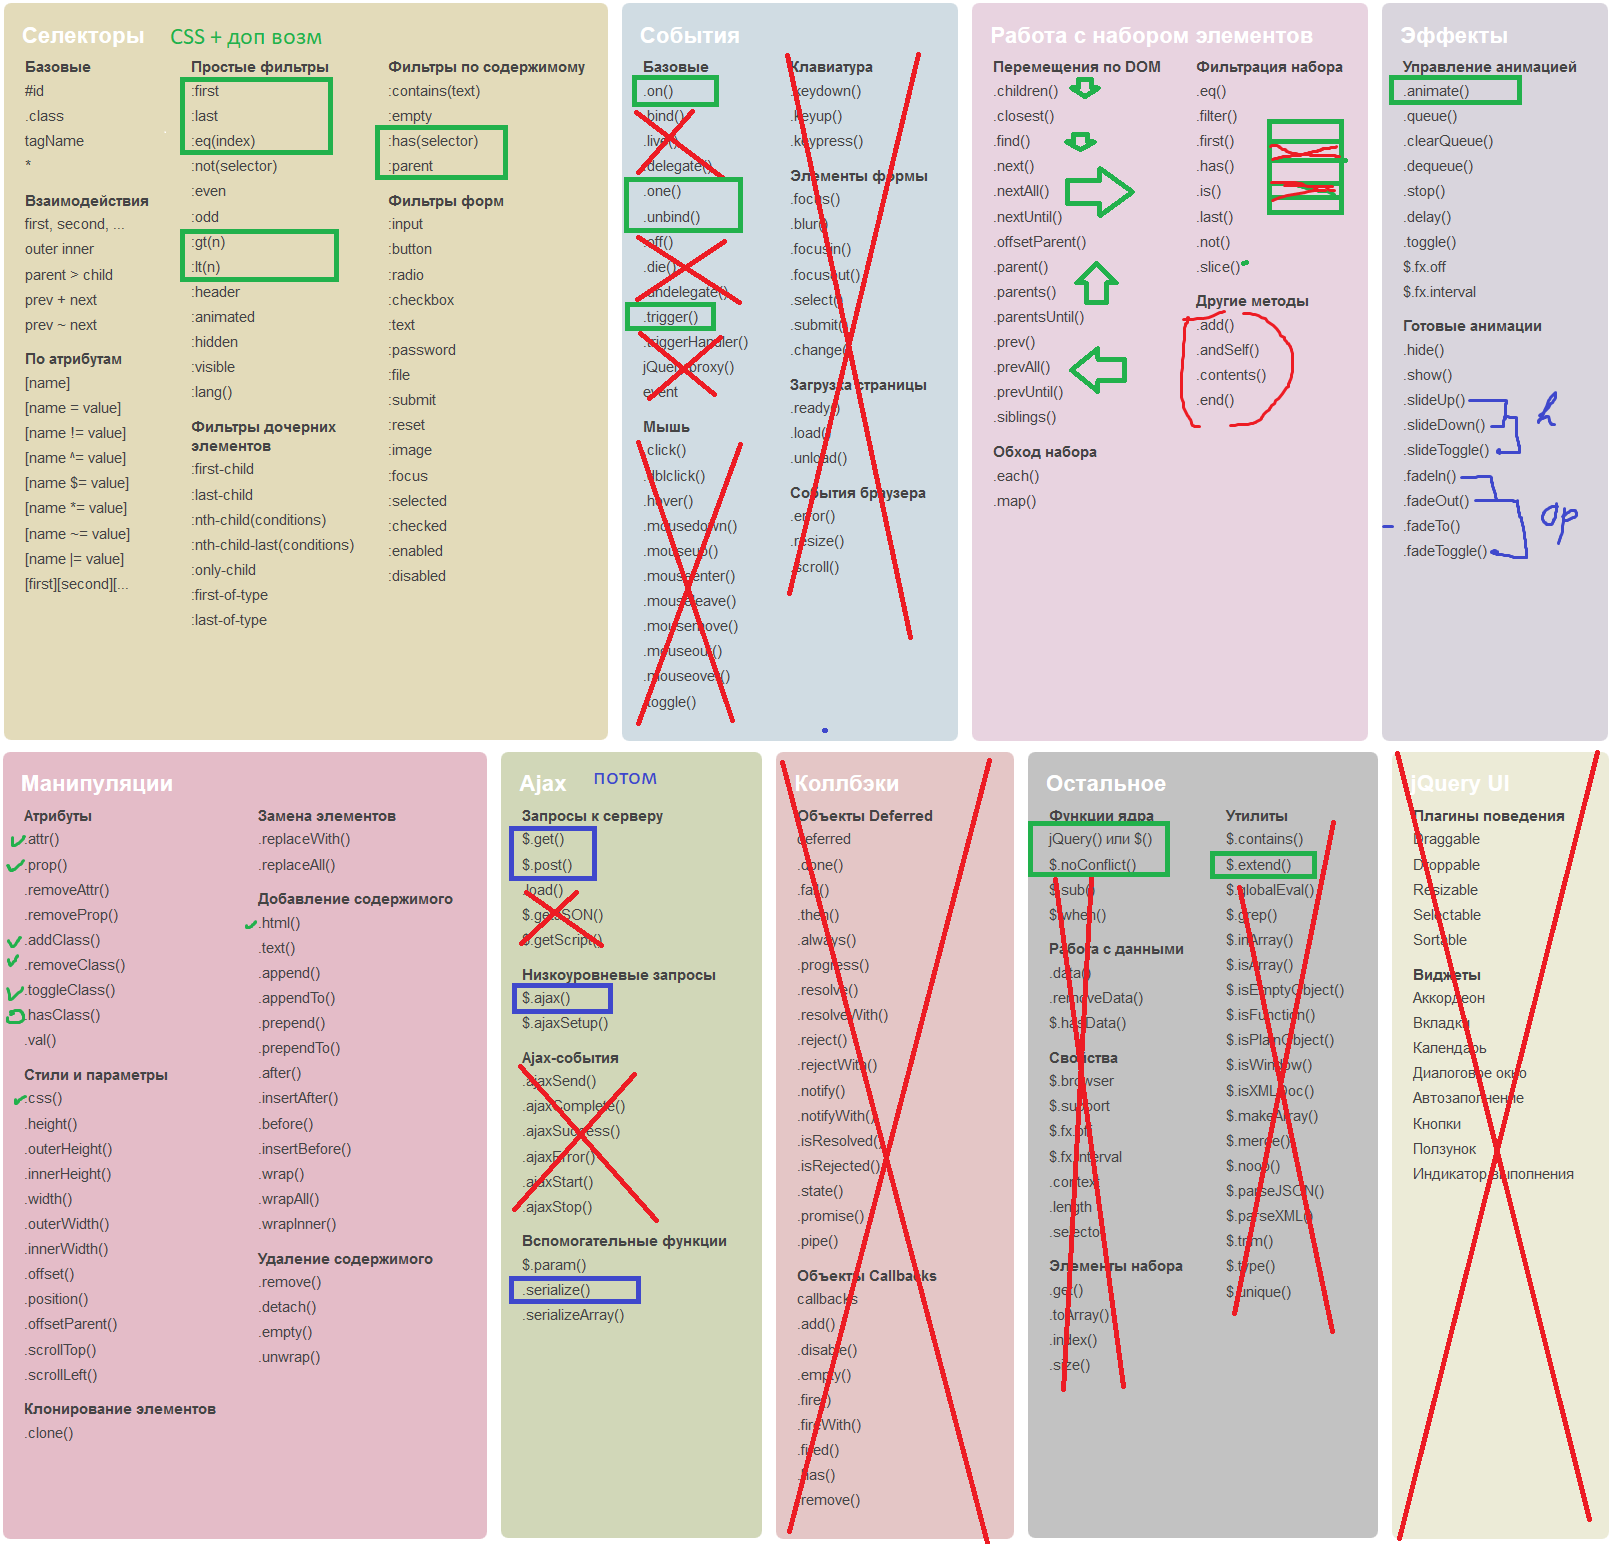 Селекторы CSS + доп возм
Базовые
#id
.class
tagName
*
Взаимодействия
first, second, ...
outer inner
parent > child
prev + next
prev ~ next
По атрибутам
[name]
[name = value]
[name != value]
[name ^= value]
[name $= value]
[name *= value]
[name ~= value]
[name |= value]
[first][second][...
Простые фильтры
:first
:last
:eq(index)
:not(selector)
:even
:odd
:gt(n)
:lt(n)
:header
:animated
:hidden
:visible
:lang()
Фильтры дочерних
элементов
:first-child
:last-child
:nth-child(conditions)
:nth-child-last(conditions)
:only-child
:first-of-type
:last-of-type
Фильтры по содержимому
:contains(text)
:empty
:has(selector)
:parent
Фильтры форм
:input
:button
:radio
:checkbox
:text
:password
:file
:submit
:reset
:image
:focus
:selected
:checked
:enabled
:disabled
События
Базовые
.on()
.bind()
.live()
.delegate()
.one()
.unbind()
.off()
.die()
.undelegate()
.trigger()
.triggerHandler()
jQuery.proxy()
event
Мышь
.click()
.dblclick()
.hover()
.mousedown()
.mouseup()
.mouseenter()
.mouseleave()
.mousemove()
.mouseout()
.mouseover()
.toggle()
Клавиатура
.keydown()
.keyup()
.keypress()
Элементы формы
.focus()
.blur()
.focusin()
.focusout()
.select()
.submit()
.change()
Загрузка страницы
.ready()
.load()
.unload()
События браузера
.error()
.resize()
.scroll()
Работа с набором элементов
Перемещения по DOM
.children()
.closest()
.find()
.next()
.nextAll()
.nextUntil()
.offsetParent()
.parent()
.parents()
.parentsUntil()
.prev()
.prevAll()
.prevUntil()
.siblings()
Обход набора
.each()
.map()
Фильтрация набора
.eq()
.filter()
.first()
.has()
.is()
.last()
.not()
.slice()
Другие методы
.add()
.andSelf()
.contents()
.end()
Эффекты
Управление анимацией
.animate()
.queue()
.clearQueue()
.dequeue()
.stop()
.delay()
.toggle()
$.fx.off
$.fx.interval
Готовые анимации
.hide()
.show()
.slideUp()
.slideDown()
.slideToggle()
h
.fadeIn()
.fadeOut()
.fadeTo()
.fadeToggle()
op
Манипуляции
Атрибуты
.attr()
.prop()
.removeAttr()
.removeProp()
.addClass()
.removeClass()
.toggleClass()
.hasClass()
.val()
Стили и параметры
.css()
.height()
.outerHeight()
.innerHeight()
.width()
.outerWidth()
.innerWidth()
.offset()
.position()
.offsetParent()
.scrollTop()
.scrollLeft()
Клонирование элементов
.clone()
Замена элементов
.replaceWith()
.replaceAll()
Добавление содержимого
.html()
.text()
.append()
.appendTo()
.prepend()
.prependTo()
.after()
.insertAfter()
.before()
.insertBefore()
.wrap()
.wrapAll()
.wrapInner()
Удаление содержимого
.remove()
.detach()
.empty()
.unwrap()
Ajax потом
Запросы к серверу
$.get()
$.post()
.load()
$.getJSON()
$.getScript()
Низкоуровневые запросы
$.ajax()
$.ajaxSetup()
Ajax-события
.ajaxSend()
.ajaxComplete()
.ajaxSuccess()
.ajaxError()
.ajaxStart()
.ajaxStop()
Вспомогательные функции
$.param()
.serialize()
.serializeArray()
Коллбэки
Объекты Deferred
deferred
.done()
.fail()
.then()
.always()
.progress()
.resolve()
.resolveWith()
.reject()
.rejectWith()
.notify()
.notifyWith()
.isResolved()
.isRejected()
.state()
.promise()
.pipe()
Объекты Callbacks
callbacks
.add()
.disable()
.empty()
.fire()
.fireWith()
.fired()
.has()
.remove()
Остальное
Функции ядра
jQuery() или $()
$.noConflict()
$.sub()
$.when()
Работа с данными
.data()
.removeData()
$.hasData()
Свойства
$.browser
$.support
$.fx.off
$.fx.interval
.context
.length
.selector
Элементы набора
.get()
.toArray()
.index()
.size()
Утилиты
$.contains()
$.extend()
$.globalEval()
$.grep()
$.inArray()
$.isArray()
$.isEmptyObject()
$.isFunction()
$.isPlainObject()
$.isWindow()
$.isXMLDoc()
$.makeArray()
$.merge()
$.noop()
$.parseJSON()
$.parseXML()
$.trim()
$.type()
$.unique()
jQuery UI
Плагины поведения
Draggable
Droppable
Resizable
Selectable
Sortable
Виджеты
Аккордеон
Вкладки
Календарь
Диалоговое окно
Автозаполнение
Кнопки
Ползунок
Индикатор выполнения